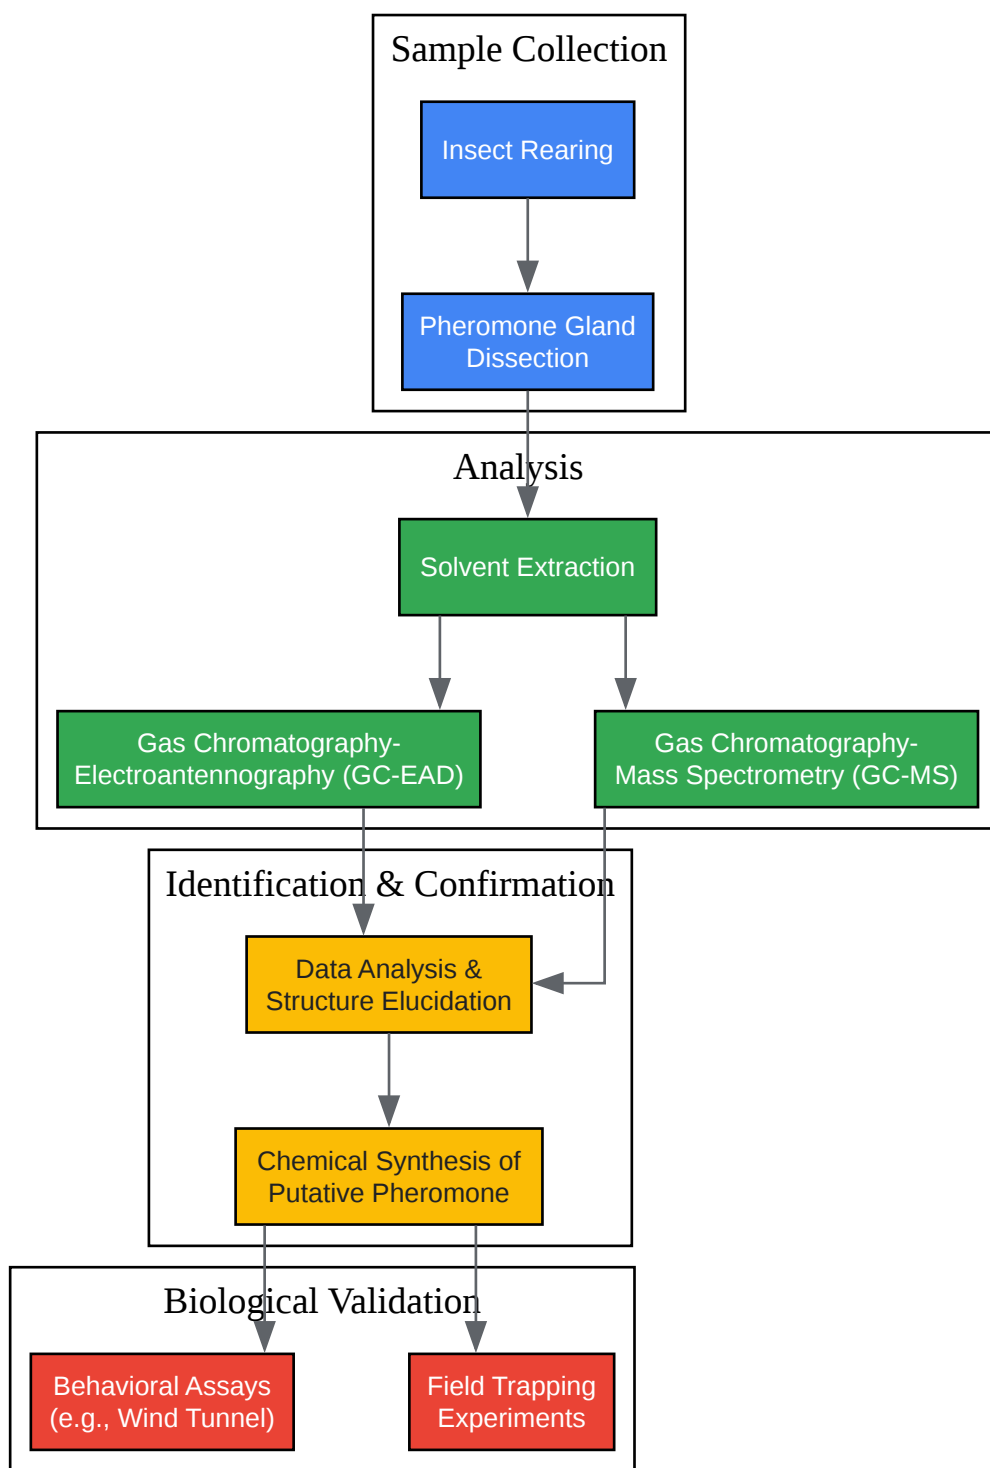 Sample Collection
Insect Rearing
Pheromone Gland
Dissection
Analysis
Solvent Extraction
Gas Chromatography-
Electroantennography (GC-EAD)
Gas Chromatography-
Mass Spectrometry (GC-MS)
Identification & Confirmation
Data Analysis &
Structure Elucidation
Chemical Synthesis of
Putative Pheromone
Biological Validation
Behavioral Assays
(e.g., Wind Tunnel)
Field Trapping
Experiments